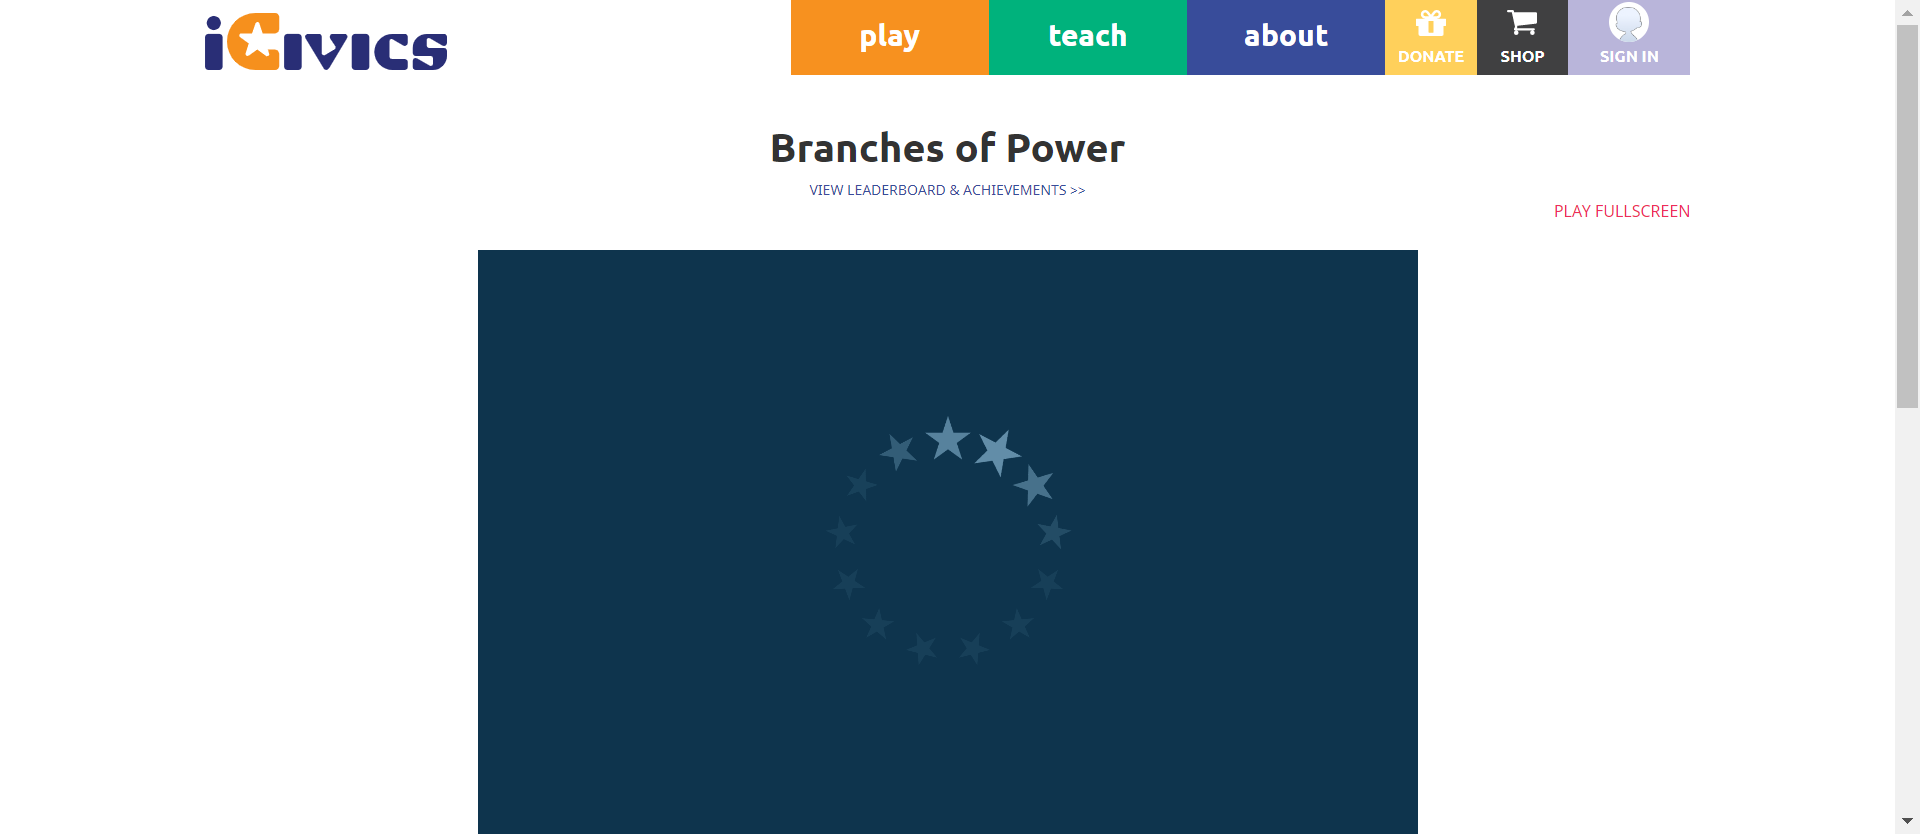 iCivics
play
teach
about
DONATE
SHOP
SIGN IN
Branches of Power
VIEW LEADERBOARD & ACHIEVEMENTS >>
PLAY FULLSCREEN